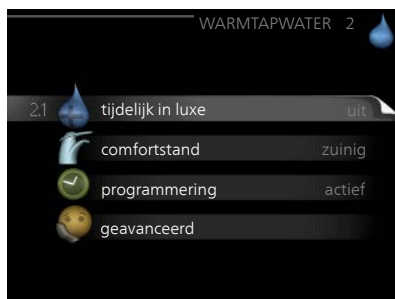 WARMTAPWATER 2
2.1 tijdelijk in luxe uit
comfortstand zuinig
programmering actief
geavanceerd